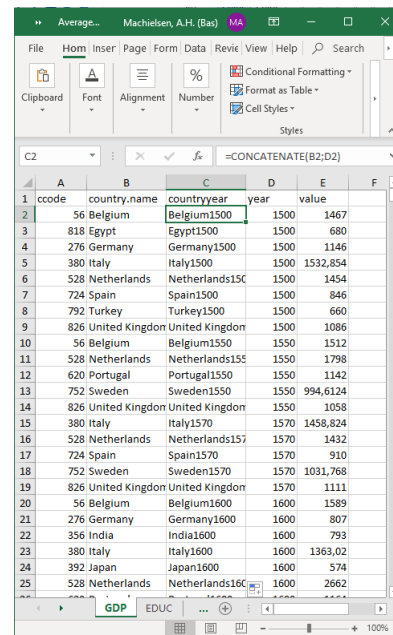 Average... Machielsen, A.H. (Bas) MA
File Hom Inser Page Form Data Revie View Help Search
Clipboard Font Alignment Number Conditional Formatting Format as Table Cell Styles
Styles
C2 fx =CONCATENATE(B2;D2)
A B C D E F
1 ccode country.name countryyear year value
2 56 Belgium Belgium1500 1500 1467
3 818 Egypt Egypt1500 1500 680
4 276 Germany Germany1500 1500 1146
5 380 Italy Italy1500 1500 1532,854
6 528 Netherlands Netherlands150 1500 1454
7 724 Spain Spain1500 1500 846
8 792 Turkey Turkey1500 1500 660
9 826 United Kingdom United Kingdom 1500 1086
10 56 Belgium Belgium1550 1550 1512
11 528 Netherlands Netherlands155 1550 1798
12 620 Portugal Portugal1550 1550 1142
13 752 Sweden Sweden1550 1550 994,6124
14 826 United Kingdom United Kingdom 1550 1058
15 380 Italy Italy1570 1570 1458,824
16 528 Netherlands Netherlands157 1570 1432
17 724 Spain Spain1570 1570 910
18 752 Sweden Sweden1570 1570 1031,768
19 826 United Kingdom United Kingdom 1570 1111
20 56 Belgium Belgium1600 1600 1589
21 276 Germany Germany1600 1600 807
22 356 India India1600 1600 793
23 380 Italy Italy1600 1600 1363,02
24 392 Japan Japan1600 1600 574
25 528 Netherlands Netherlands160 1600 2662
GDP EDUC ...
100%